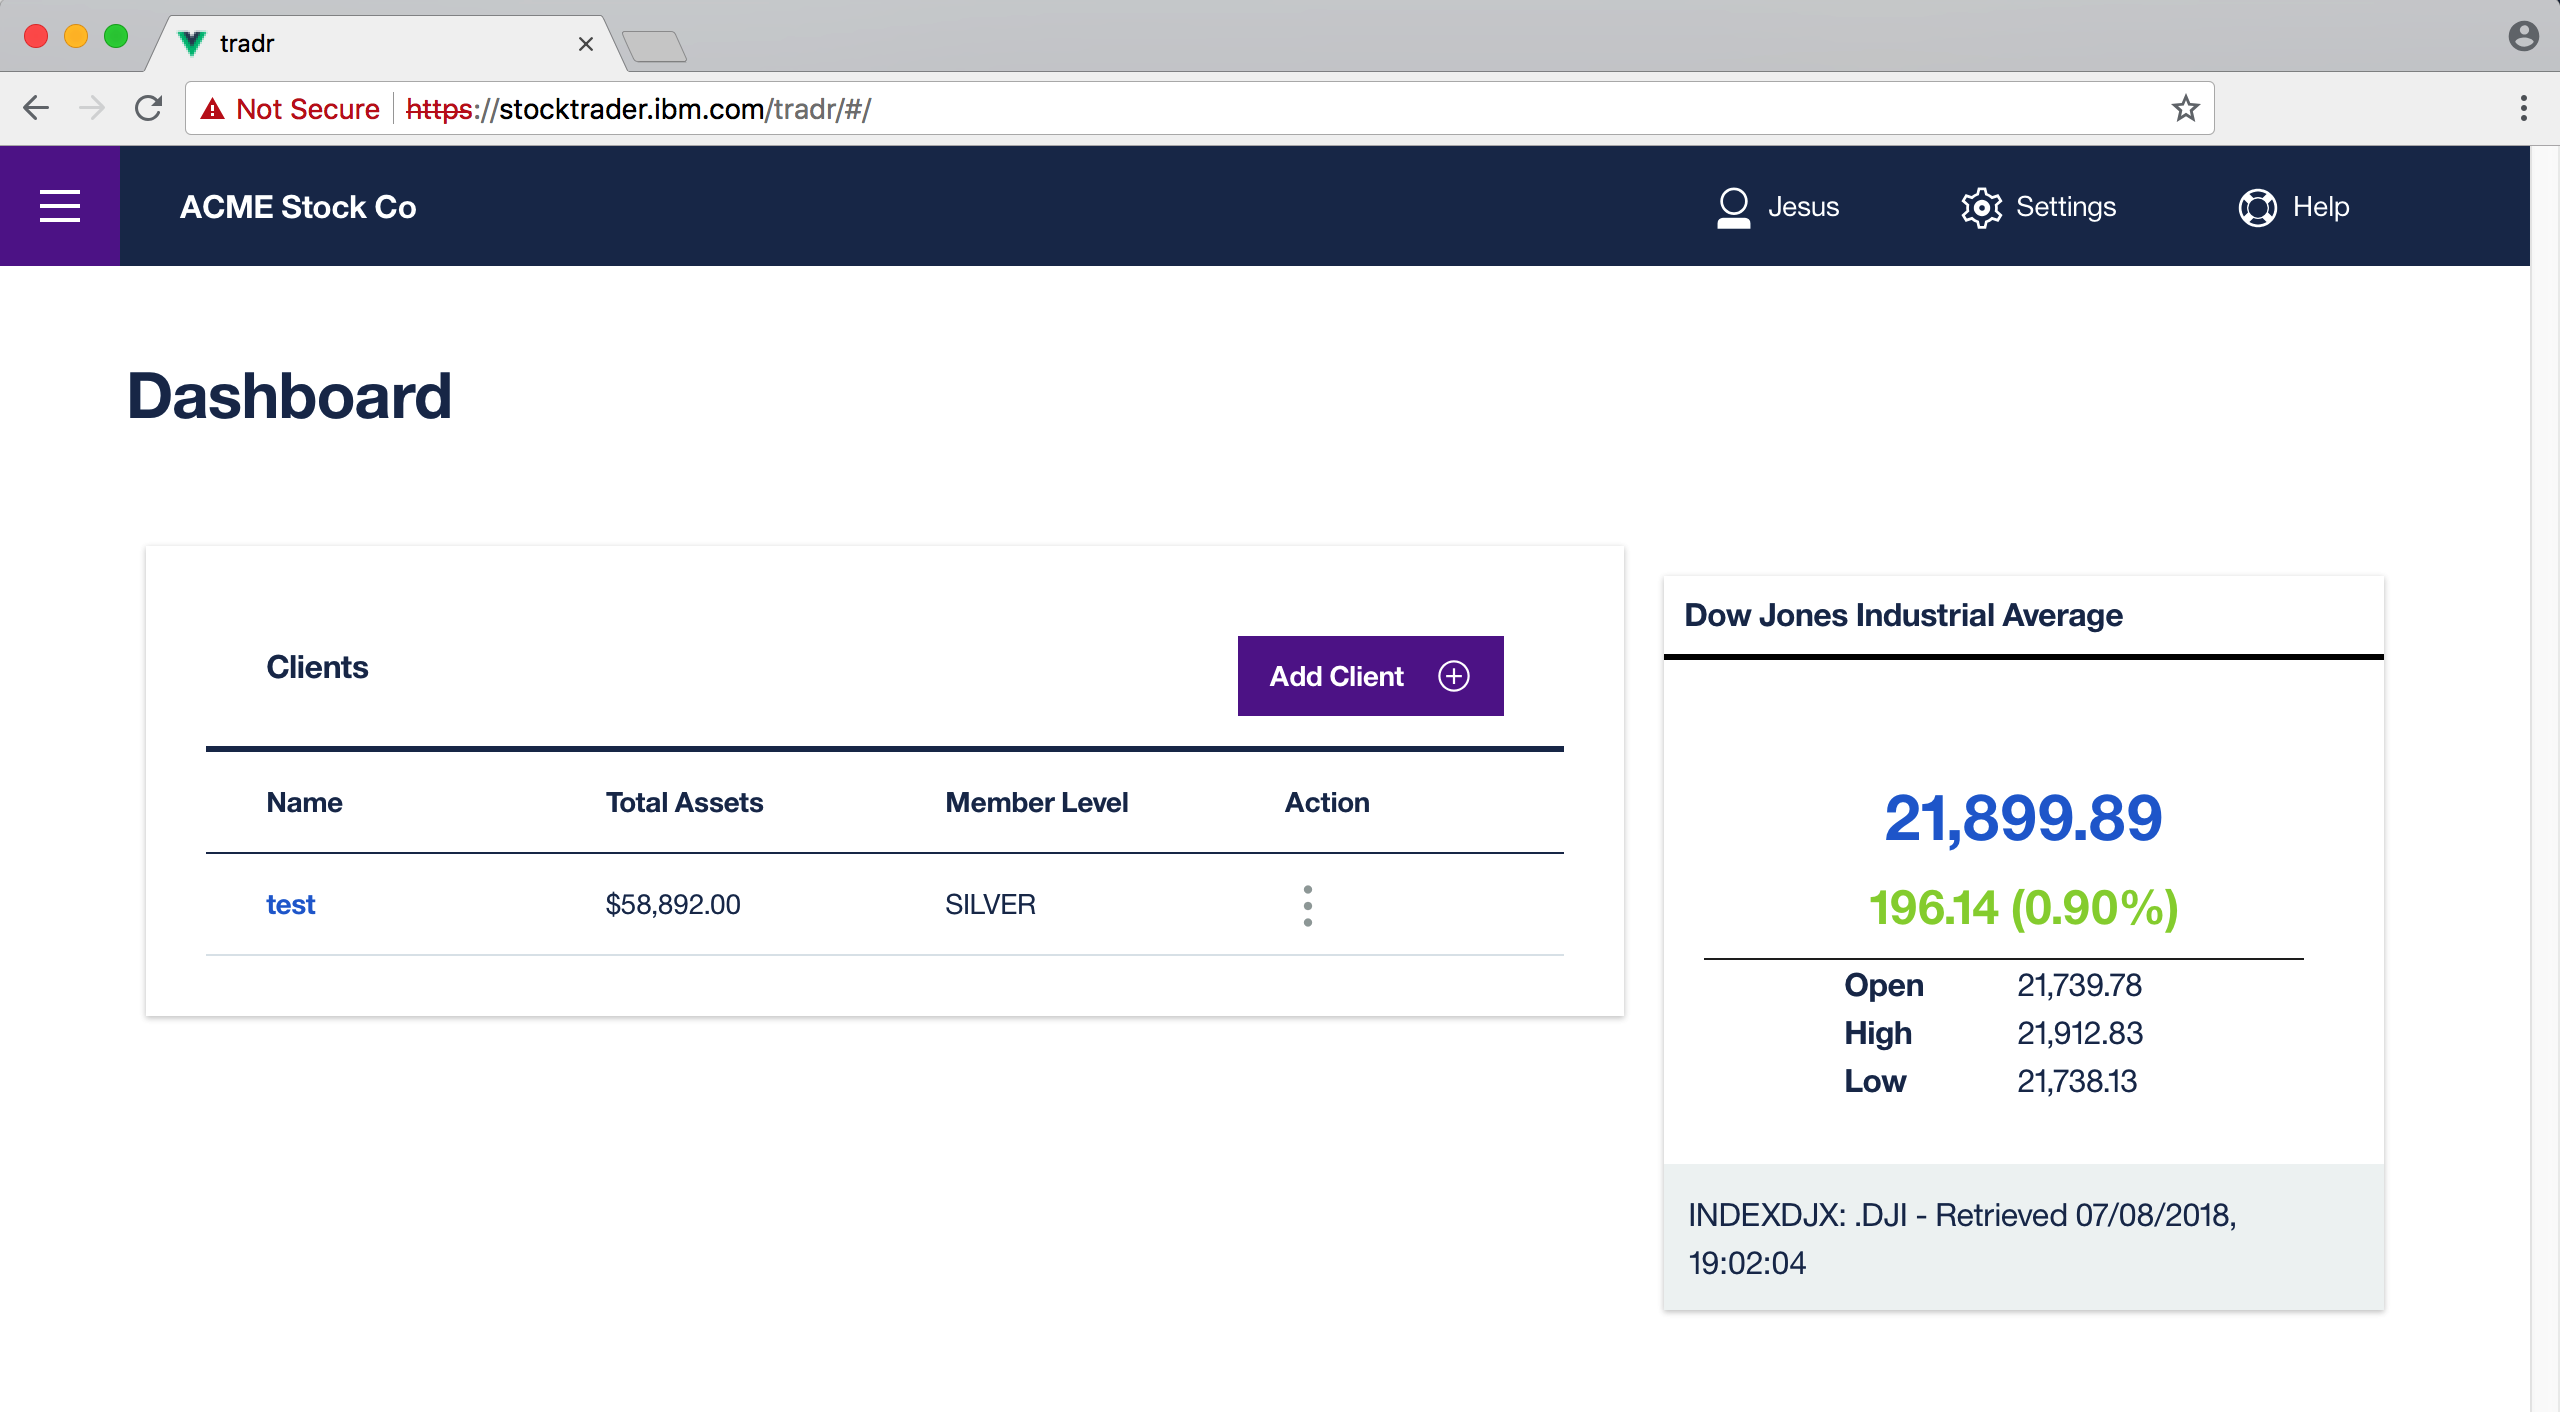 tradr
Not Secure https://stocktrader.ibm.com/tradr/#/
ACME Stock Co
Jesus
Settings
Help
Dashboard
Clients
Add Client
Name Total Assets Member Level Action
test $58,892.00 SILVER
Dow Jones Industrial Average
21,899.89
196.14 (0.90%)
Open 21,739.78
High 21,912.83
Low 21,738.13
INDEXDJX: .DJI - Retrieved 07/08/2018,
19:02:04